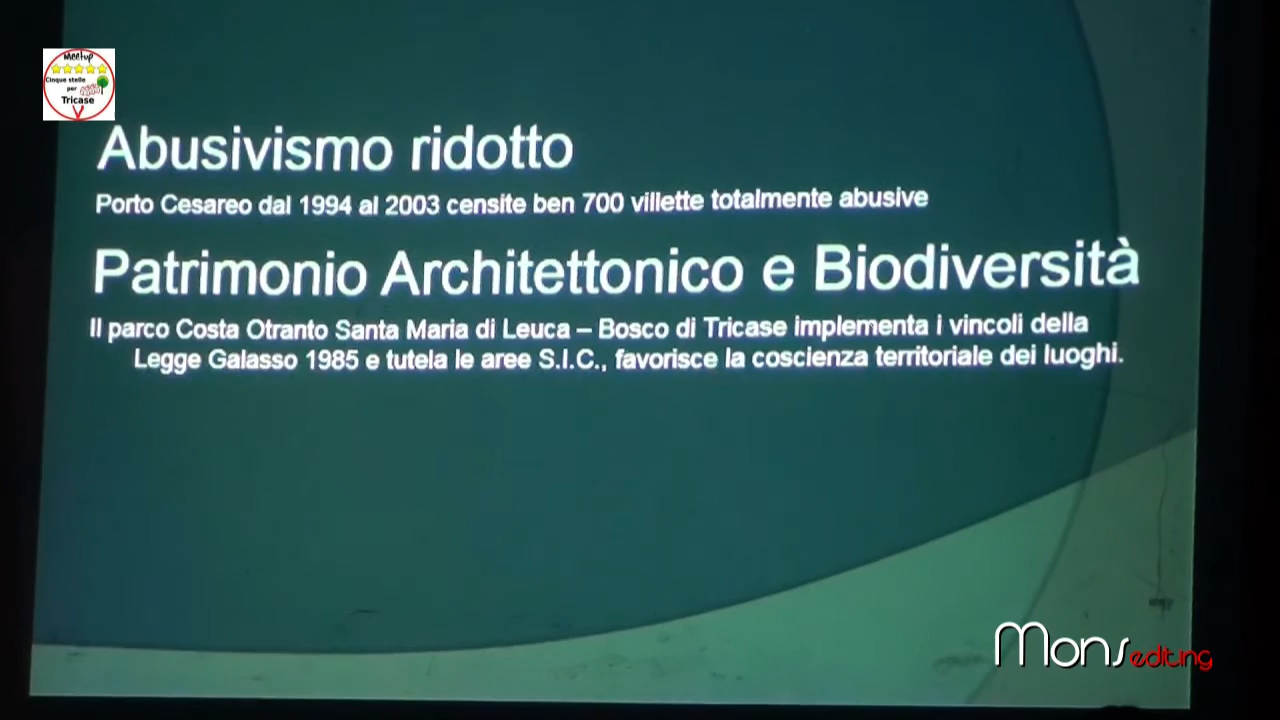 Meetup
Cinque stelle
per
Tricase
Abusivismo ridotto
Porto Cesareo dal 1994 al 2003 censite ben 700 villette totalmente abusive
Patrimonio Architettonico e Biodiversità
Il parco Costa Otranto Santa Maria di Leuca – Bosco di Tricase implementa i vincoli della
Legge Galasso 1985 e tutela le aree S.I.C., favorisce la coscienza territoriale dei luoghi.
Mons editing